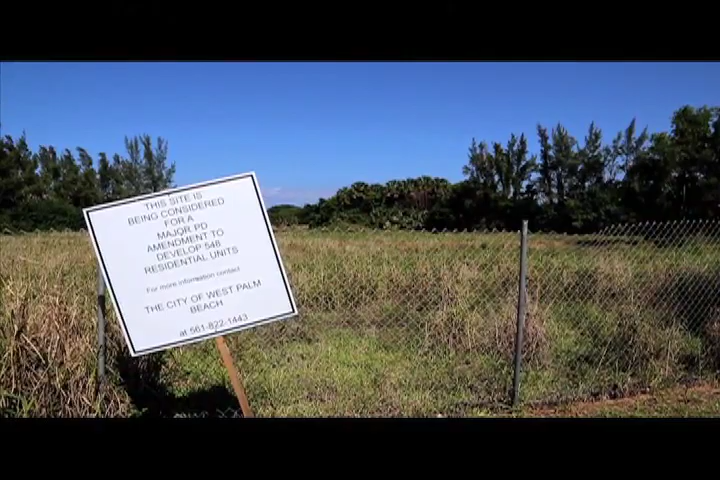 THIS SITE IS
BEING CONSIDERED
FOR A
MAJOR PD
AMENDMENT TO
DEVELOP 548
RESIDENTIAL UNITS
For more information contact
THE CITY OF WEST PALM
BEACH
at 561-822-1443